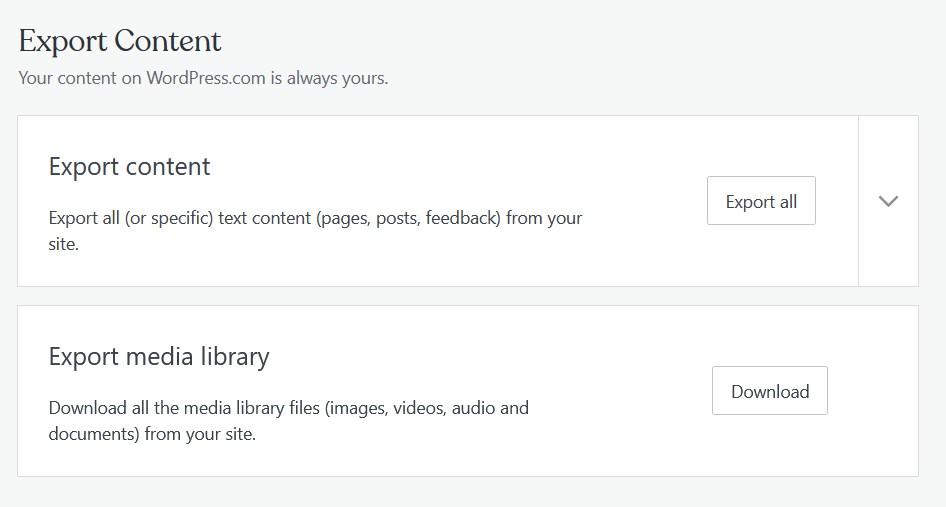 Export Content
Your content on WordPress.com is always yours.
Export content
Export all (or specific) text content (pages, posts, feedback) from your
site.
Export all
Export media library
Download all the media library files (images, videos, audio and
documents) from your site.
Download